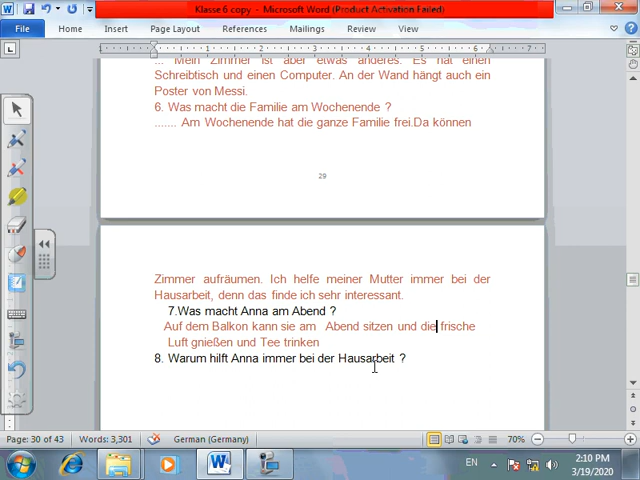 Klasse 6 copy - Microsoft Word (Product Activation Failed)
File Home Insert Page Layout References Mailings Review View
... Mein Zimmer ist aber etwas anderes. Es hat einen
Schreibtisch und einen Computer. An der Wand hängt auch ein
Poster von Messi.
6. Was macht die Familie am Wochenende ?
....... Am Wochenende hat die ganze Familie frei.Da können
29
Zimmer aufräumen. Ich helfe meiner Mutter immer bei der
Hausarbeit, denn das finde ich sehr interessant.
7.Was macht Anna am Abend ?
Auf dem Balkon kann sie am Abend sitzen und die frische
Luft gnießen und Tee trinken
8. Warum hilft Anna immer bei der Hausarbeit ?
Page: 30 of 43 Words: 3,301 German (Germany) 70%
EN 2:10 PM
3/19/2020